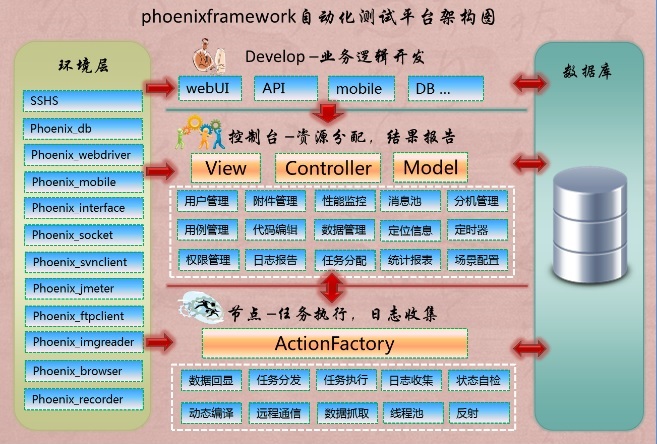 phoenixframework自动化测试平台架构图
环境层
SSHS
Phoenix_db
Phoenix_webdriver
Phoenix_mobile
Phoenix_interface
Phoenix_socket
Phoenix_svnclient
Phoenix_jmeter
Phoenix_ftpclient
Phoenix_imgreader
Phoenix_browser
Phoenix_recorder
Develop –业务逻辑开发
webUI API mobile DB ...
控制台 –资源分配，结果报告
View Controller Model
用户管理 附件管理 性能监控 消息池 分机管理
用例管理 代码编辑 数据管理 定位信息 定时器
权限管理 日志报告 任务分配 统计报表 场景配置
节点 –任务执行，日志收集
ActionFactory
数据回显 任务分发 任务执行 日志收集 状态自检
动态编译 远程通信 数据抓取 线程池 反射
数据库